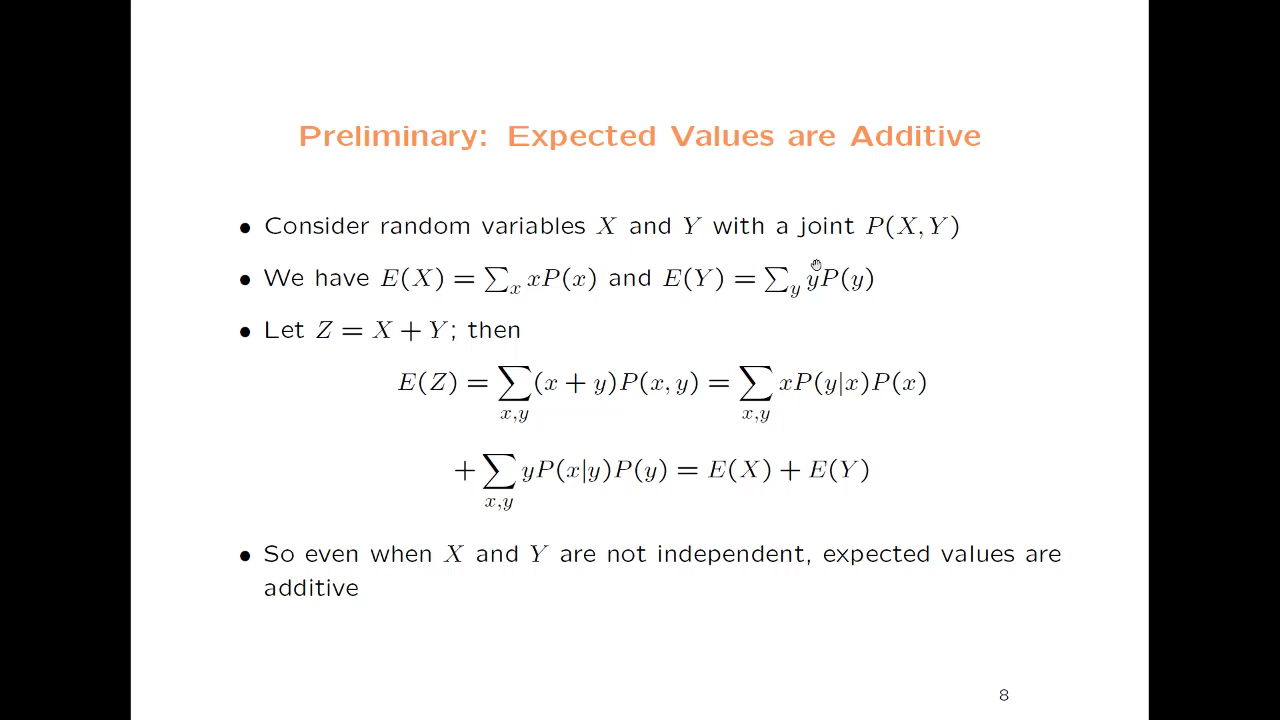 Preliminary: Expected Values are Additive
• Consider random variables X and Y with a joint P(X, Y)
• We have E(X) = ∑_x xP(x) and E(Y) = ∑_y yP(y)
• Let Z = X + Y; then
E(Z) = ∑_{x,y} (x + y)P(x, y) = ∑_{x,y} xP(y|x)P(x)
+ ∑_{x,y} yP(x|y)P(y) = E(X) + E(Y)
• So even when X and Y are not independent, expected values are
additive
8